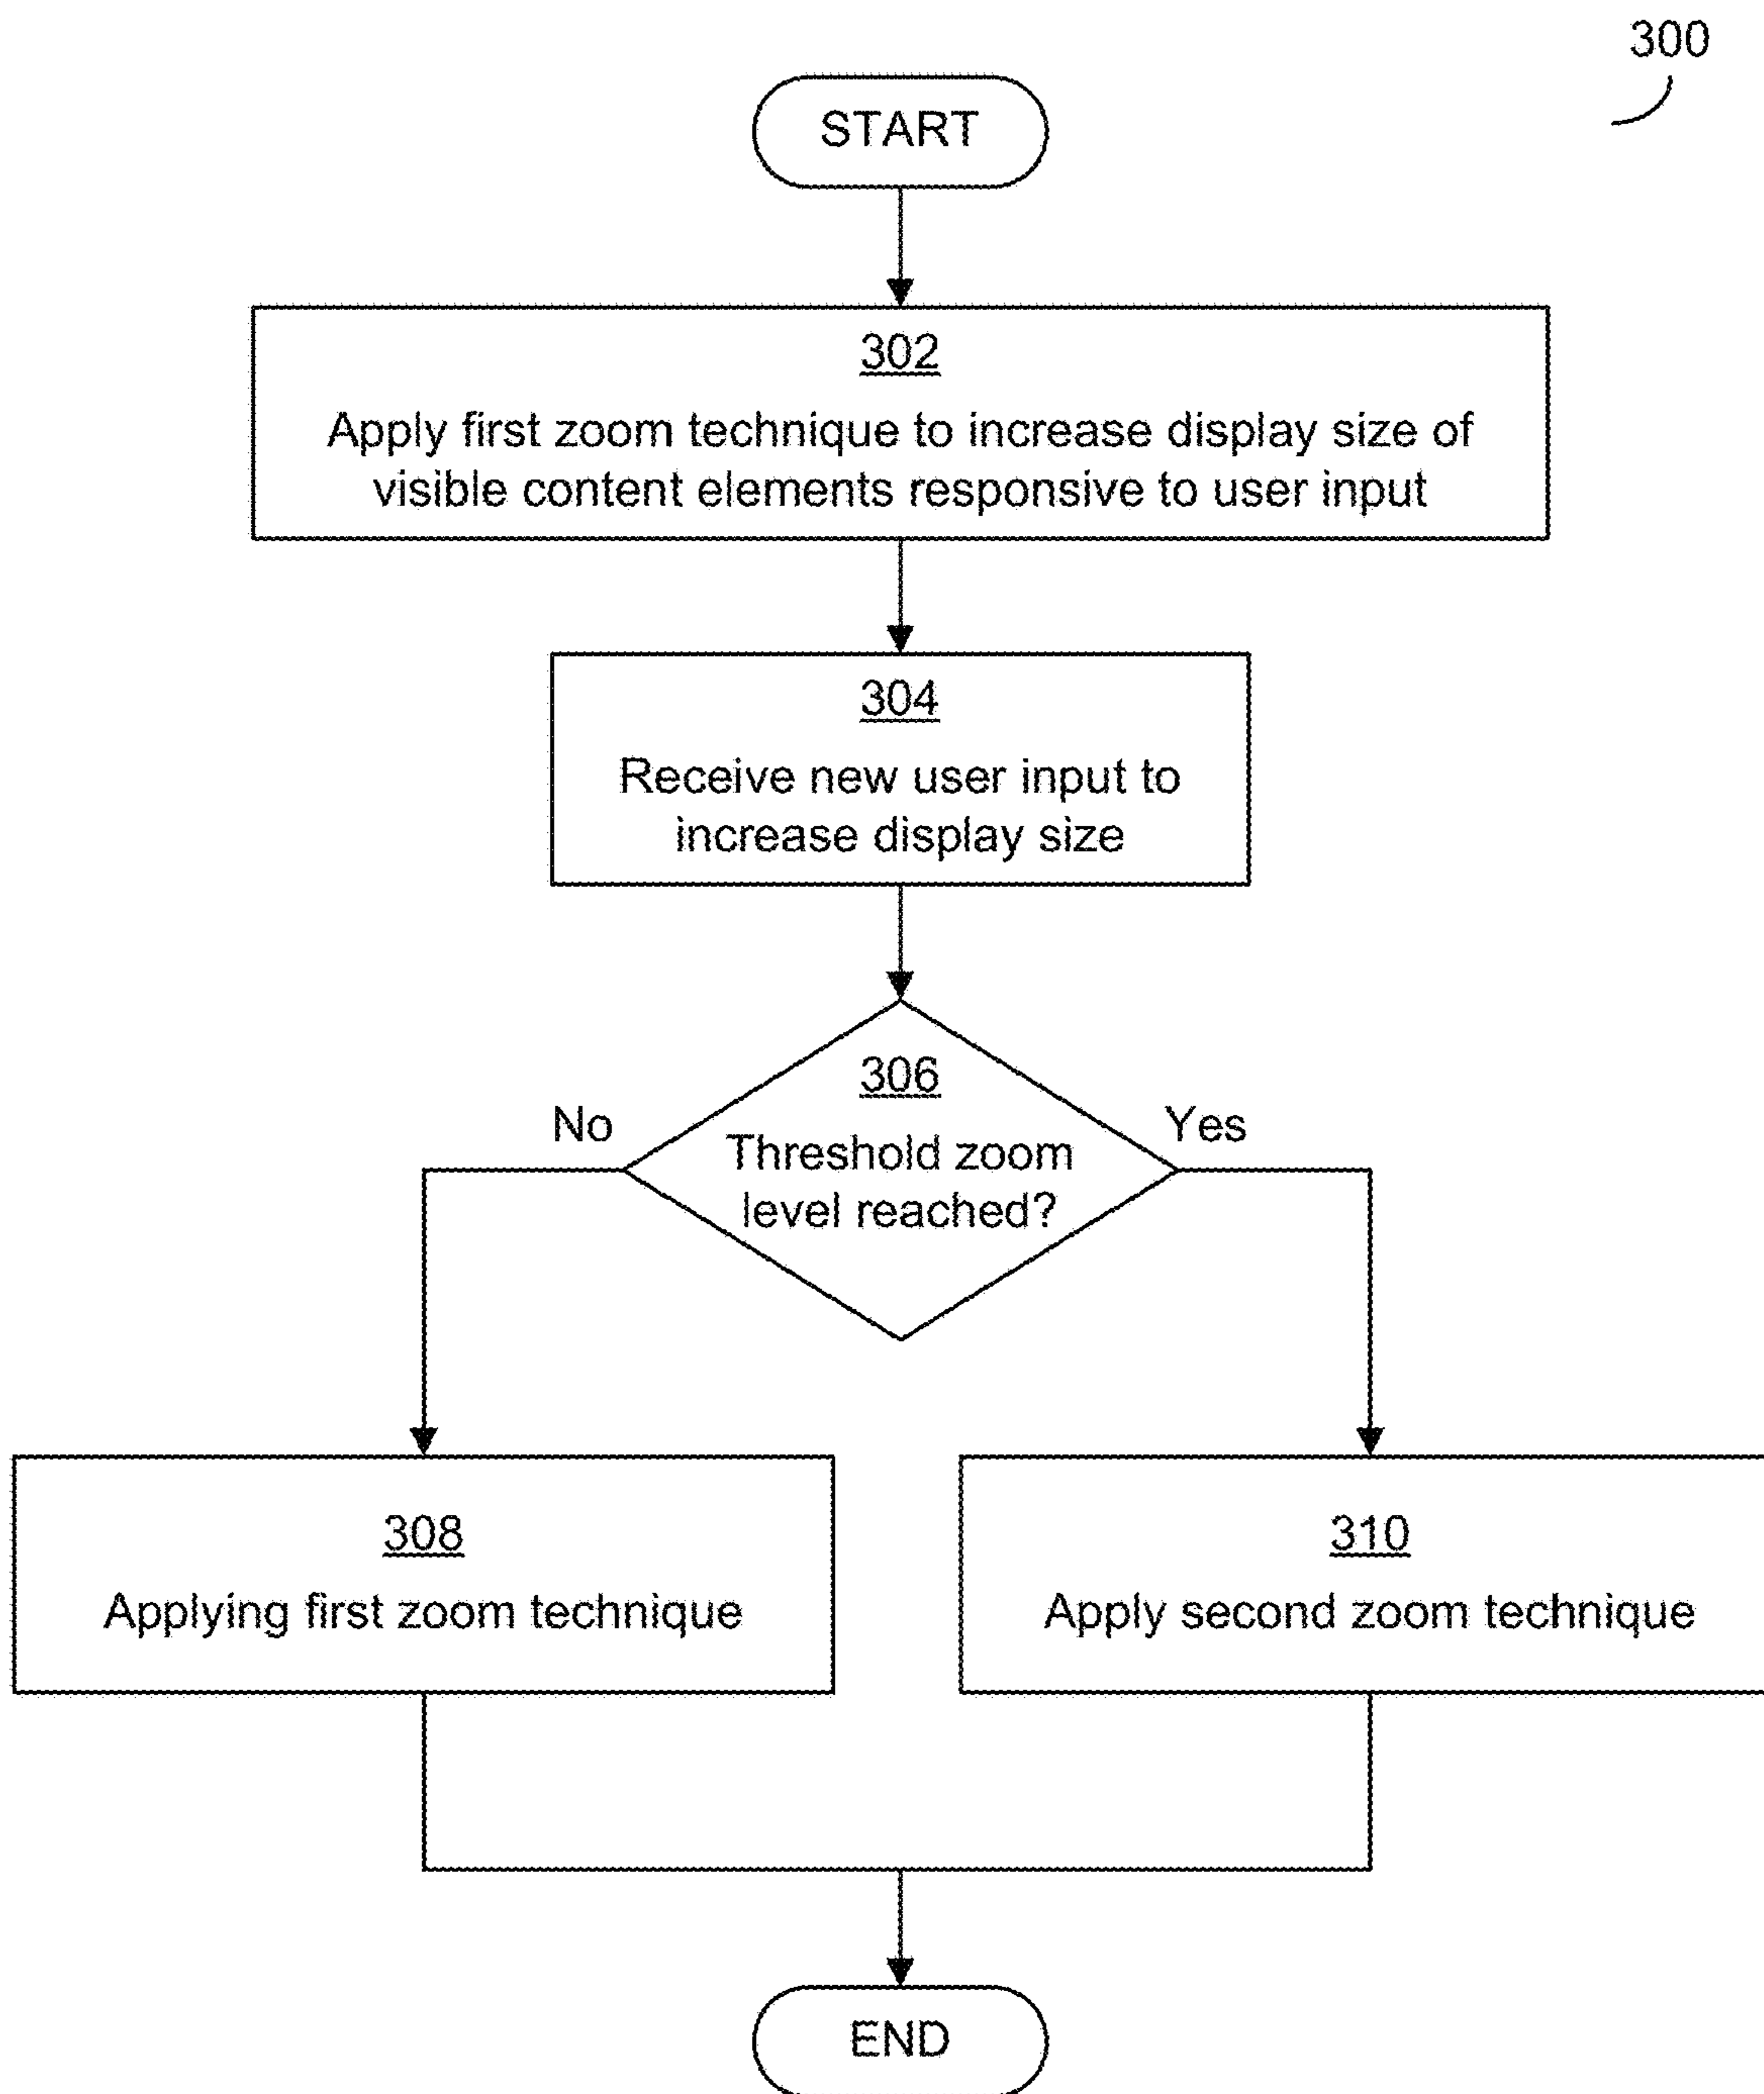 300
START
302
Apply first zoom technique to increase display size of
visible content elements responsive to user input
304
Receive new user input to
increase display size
306
Threshold zoom
level reached?
No
Yes
308
Applying first zoom technique
310
Apply second zoom technique
END